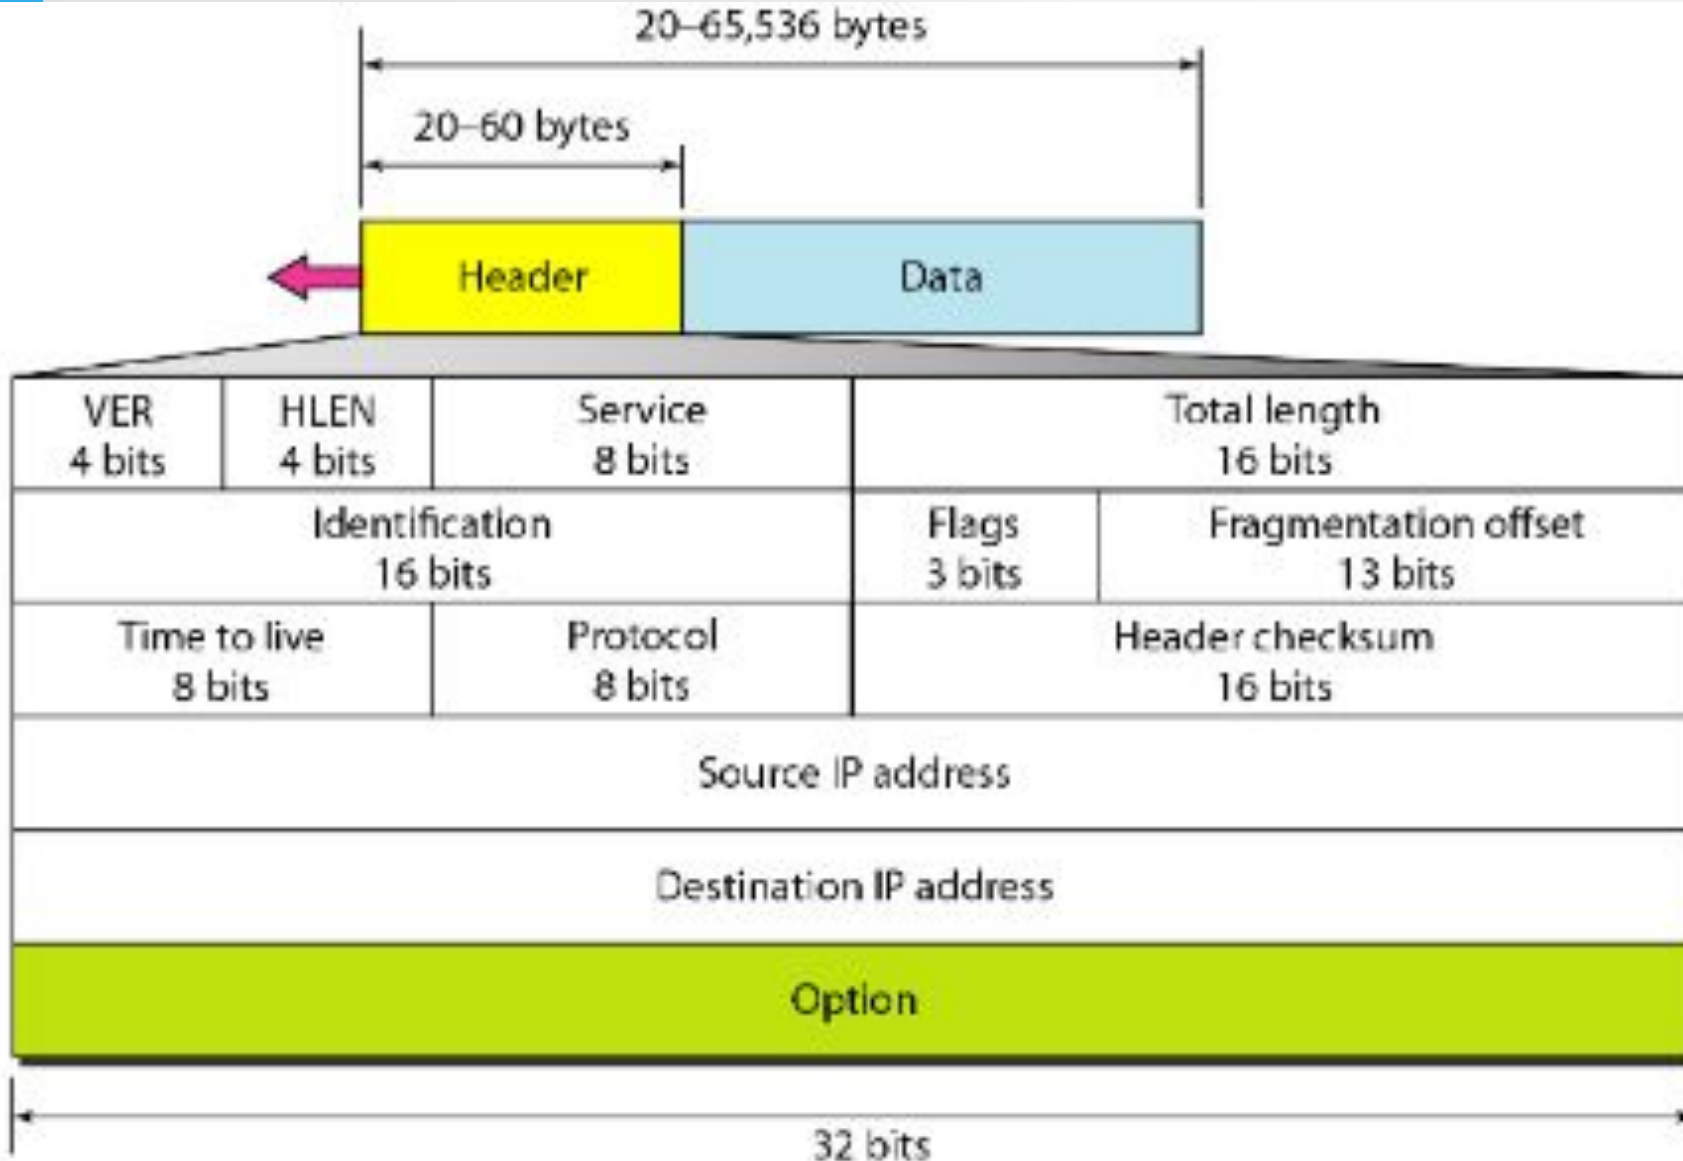 20–65,536 bytes
20–60 bytes
Header Data
VER HLEN Service Total length
4 bits 4 bits 8 bits 16 bits
Identification Flags Fragmentation offset
16 bits 3 bits 13 bits
Time to live Protocol Header checksum
8 bits 8 bits 16 bits
Source IP address
Destination IP address
Option
32 bits